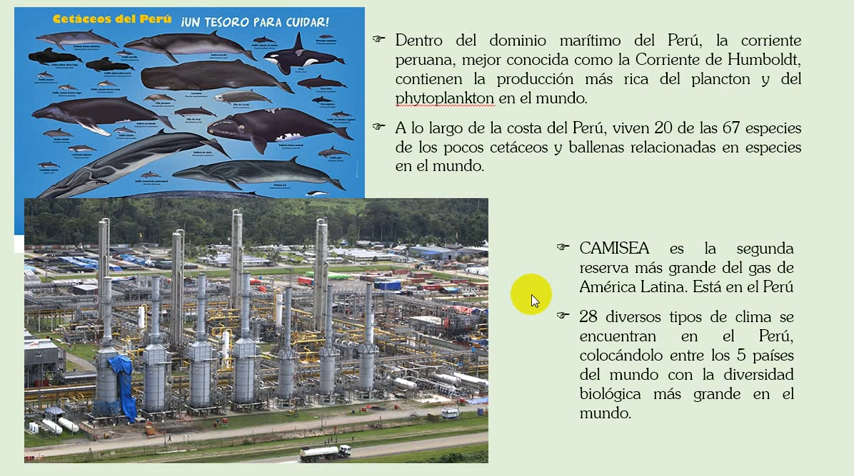 Cetáceos del Perú ¡UN TESORO PARA CUIDAR!
Dentro del dominio marítimo del Perú, la corriente
peruana, mejor conocida como la Corriente de Humboldt,
contienen la producción más rica del plancton y del
phytoplankton en el mundo.
A lo largo de la costa del Perú, viven 20 de las 67 especies
de los pocos cetáceos y ballenas relacionadas en especies
en el mundo.
CAMISEA es la segunda
reserva más grande del gas de
América Latina. Está en el Perú
28 diversos tipos de clima se
encuentran en el Perú,
colocándolo entre los 5 países
del mundo con la diversidad
biológica más grande en el
mundo.